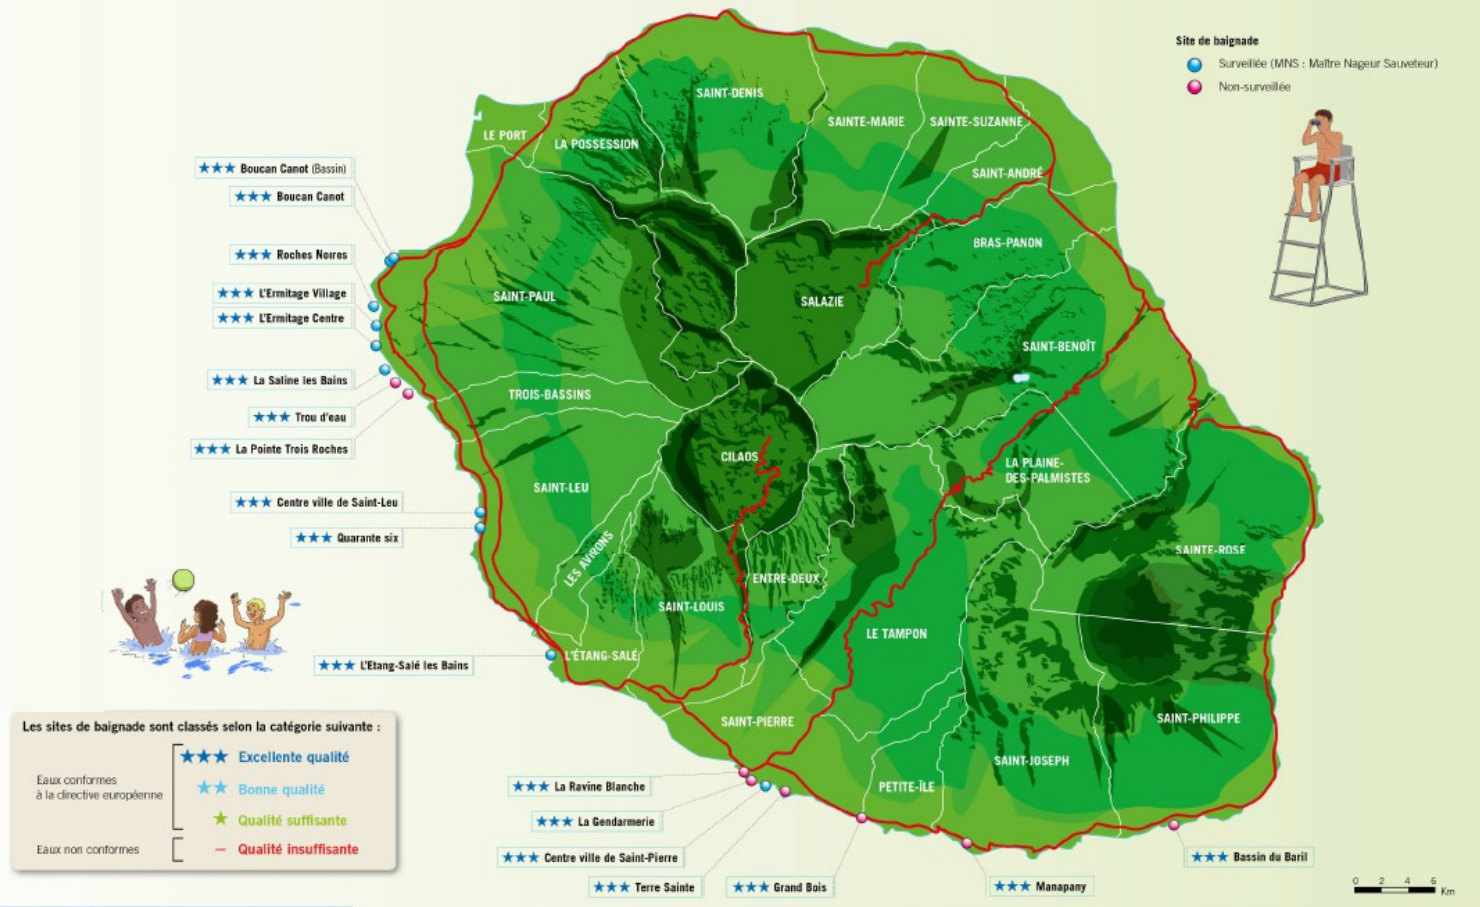 Site de baignade
Surveillée (MNS : Maître Nageur Sauveteur)
Non-surveillée
SAINT-DENIS
SAINTE-MARIE
SAINTE-SUZANNE
LE PORT
LA POSSESSION
SAINT-ANDRÉ
★★★ Boucan Canot (Bassin)
★★★ Boucan Canot
BRAS-PANON
★★★ Roches Noires
★★★ L'Ermitage Village
★★★ L'Ermitage Centre
SAINT-PAUL
SALAZIE
SAINT-BENOÎT
★★★ La Saline les Bains
TROIS-BASSINS
★★★ Trou d'eau
★★★ La Pointe Trois Roches
CILAOS
LA PLAINE-
DES-PALMISTES
SAINT-LEU
★★★ Centre ville de Saint-Leu
★★★ Quarante six
LES AVIRONS
SAINTE-ROSE
ENTRE-DEUX
SAINT-LOUIS
LE TAMPON
L'ÉTANG-SALÉ
★★★ L'Etang-Salé les Bains
SAINT-PIERRE
SAINT-PHILIPPE
SAINT-JOSEPH
PETITE-ÎLE
Les sites de baignade sont classés selon la catégorie suivante :
Eaux conformes
à la directive européenne
★★★ Excellente qualité
★★ Bonne qualité
★ Qualité suffisante
Eaux non conformes
– Qualité insuffisante
★★★ La Ravine Blanche
★★★ La Gendarmerie
★★★ Centre ville de Saint-Pierre
★★★ Terre Sainte
★★★ Grand Bois
★★★ Manapany
★★★ Bassin du Baril
0 2 4 6
Km